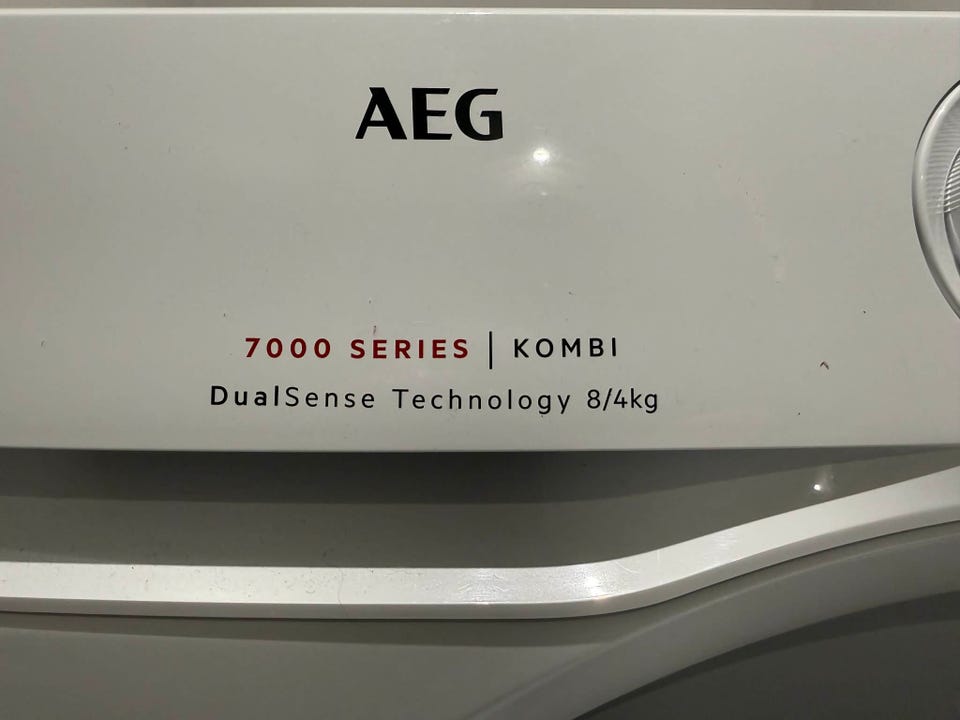 AEG
7000 SERIES | KOMBI
DualSense Technology 8/4kg